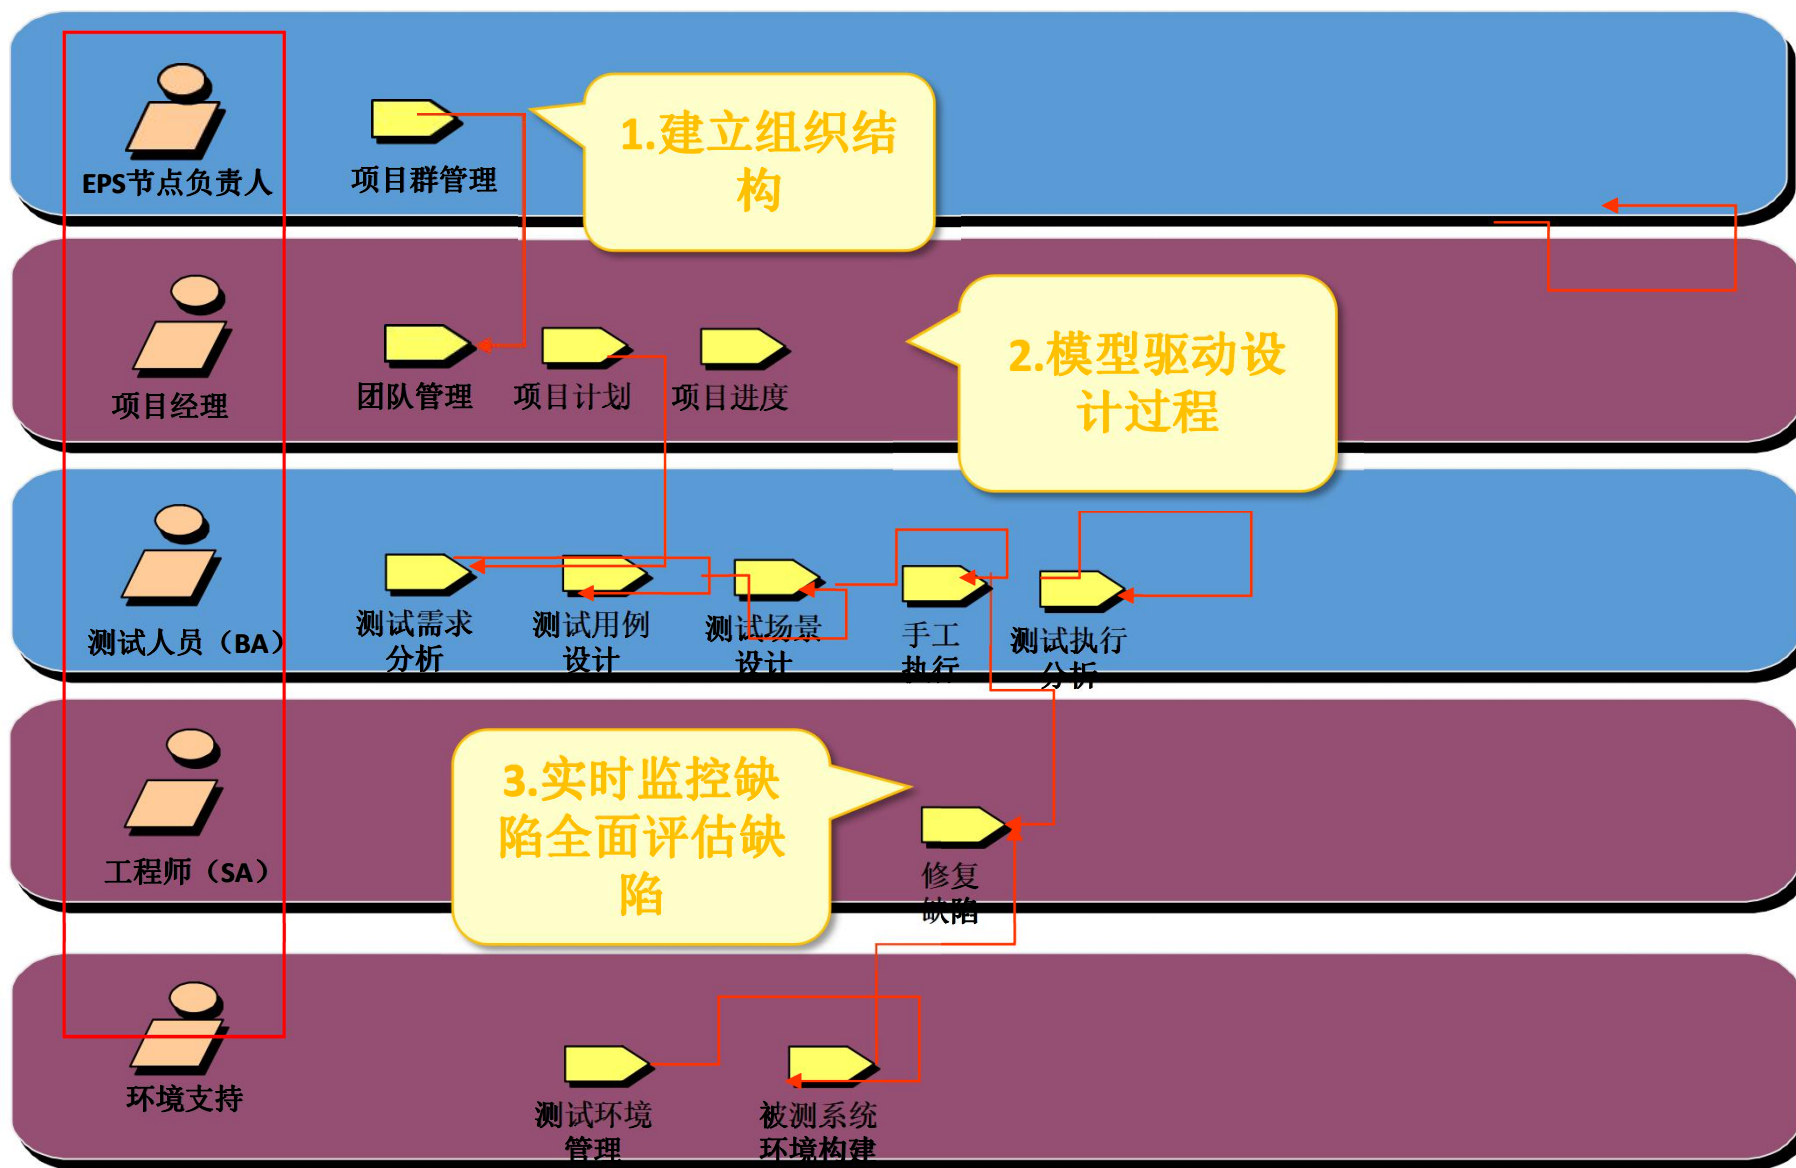 1.建立组织结
构
EPS节点负责人
项目群管理
2.模型驱动设
计过程
项目经理
团队管理
项目计划
项目进度
测试人员（BA）
测试需求
分析
测试用例
设计
测试场景
设计
手工
执行
测试执行
分析
3.实时监控缺
陷全面评估缺
陷
工程师（SA）
修复
缺陷
环境支持
测试环境
管理
被测系统
环境构建